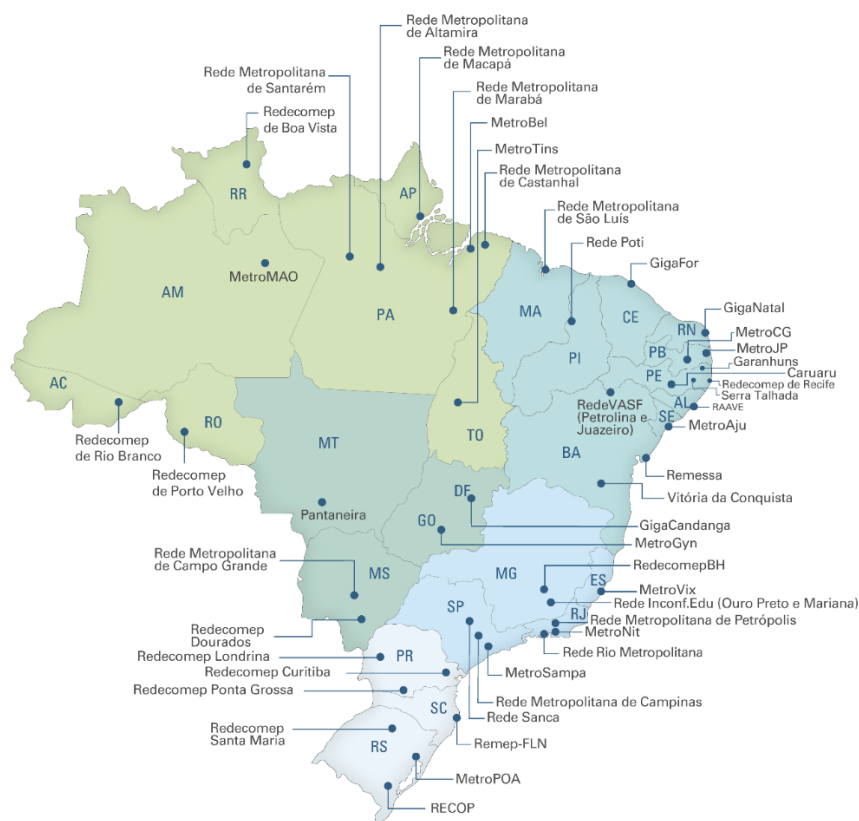 Rede Metropolitana
de Altamira
Rede Metropolitana
de Macapá
Rede Metropolitana
de Santarém
Rede Metropolitana
de Marabá
Redecomep
de Boa Vista
MetroBel
MetroTins
Rede Metropolitana
de Castanhal
RR
AP
Rede Metropolitana
de São Luís
Rede Poti
GigaFor
MetroMAO
AM
PA
MA
CE
RN
GigaNatal
MetroCG
PB
MetroJP
PI
Garanhuns
PE
Caruaru
Redecomep de Recife
Serra Talhada
AC
RO
TO
RedeVASF
(Petrolina e
Juazeiro)
AL
RAAVE
SE
MetroAju
Redecomep
de Rio Branco
MT
BA
Redecomep
de Porto Velho
Remessa
Vitória da Conquista
Pantaneira
DF
GO
GigaCandanga
MetroGyn
Rede Metropolitana
de Campo Grande
MS
MG
RedecomepBH
ES
MetroVix
Rede Inconf.Edu (Ouro Preto e Mariana)
SP
RJ
Rede Metropolitana de Petrópolis
MetroNit
Rede Rio Metropolitana
Redecomep
Dourados
Redecomep Londrina
PR
Redecomep Curitiba
MetroSampa
Redecomep Ponta Grossa
Rede Metropolitana de Campinas
SC
Rede Sanca
Redecomep
Santa Maria
RS
Remep-FLN
MetroPOA
RECOP